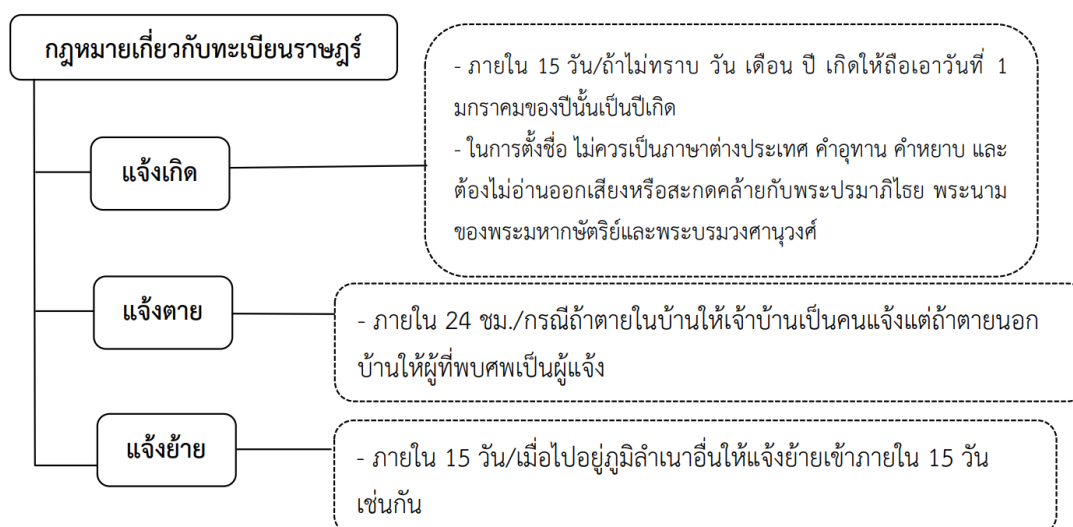 กฎหมายเกี่ยวกับทะเบียนราษฎร์
แจ้งเกิด
- ภายใน 15 วัน/ถ้าไม่ทราบ วัน เดือน ปี เกิดให้ถือเอาวันที่ 1
มกราคมของปีนั้นเป็นปีเกิด
- ในการตั้งชื่อ ไม่ควรเป็นภาษาต่างประเทศ คำอุทาน คำหยาบ และ
ต้องไม่อ่านออกเสียงหรือสะกดคล้ายกับพระปรมาภิไธย พระนาม
ของพระมหากษัตริย์และพระบรมวงศานุวงศ์
แจ้งตาย
- ภายใน 24 ชม./กรณีถ้าตายในบ้านให้เจ้าบ้านเป็นคนแจ้งแต่ถ้าตายนอก
บ้านให้ผู้ที่พบศพเป็นผู้แจ้ง
แจ้งย้าย
- ภายใน 15 วัน/เมื่อไปอยู่ภูมิลำเนาอื่นให้แจ้งย้ายเข้าภายใน 15 วัน
เช่นกัน